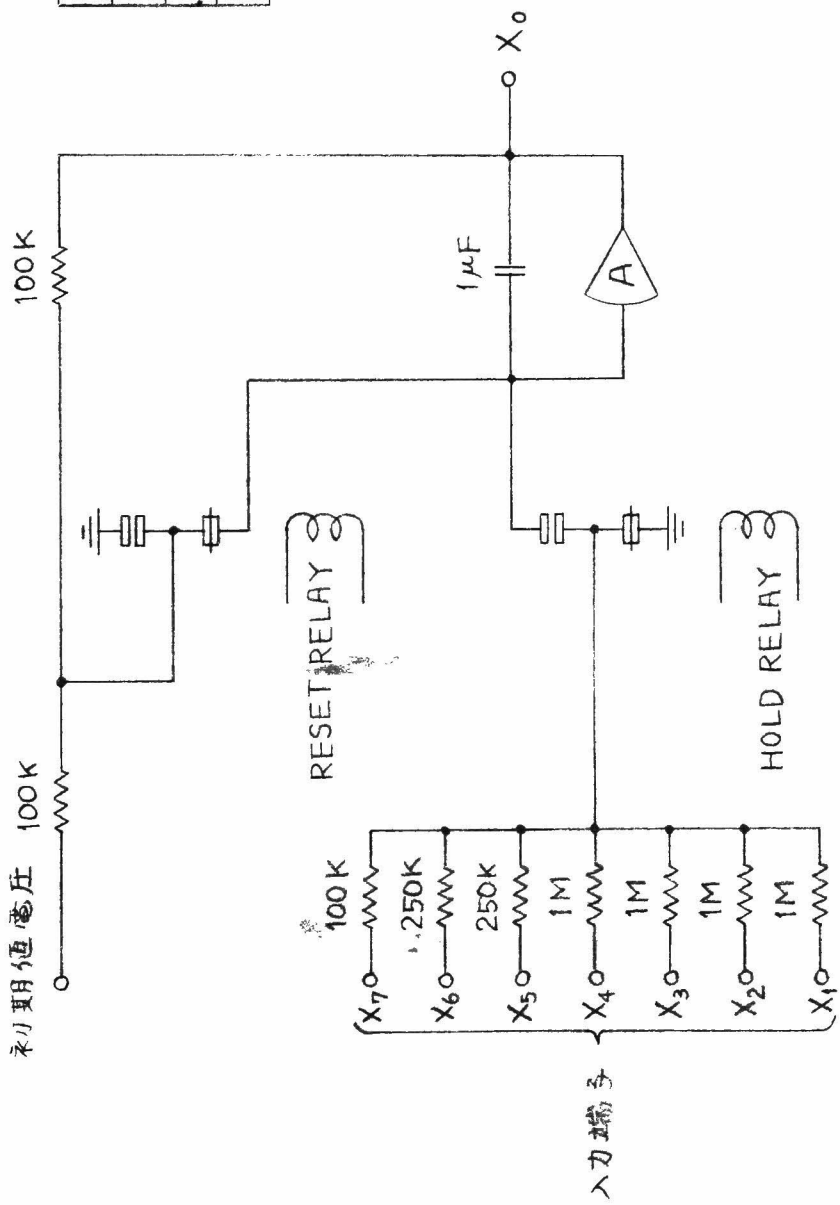 初期値電圧
100K
100K
X₀
RESET RELAY
1μF
A
HOLD RELAY
入力端子
X₇
100K
X₆
250K
X₅
250K
X₄
1M
X₃
1M
X₂
1M
X₁
1M